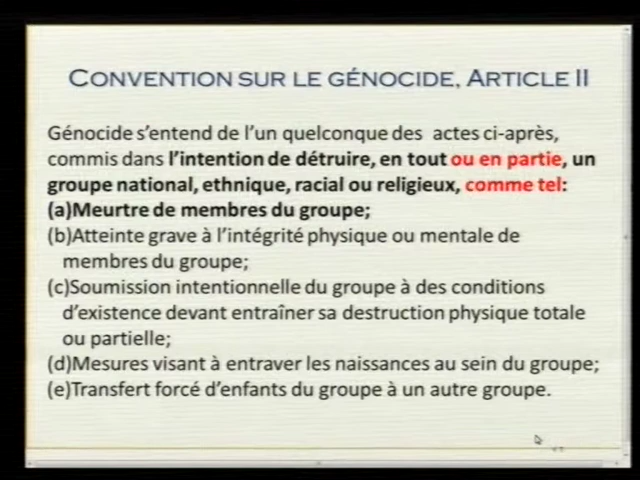 CONVENTION SUR LE GÉNOCIDE, ARTICLE II
Génocide s'entend de l'un quelconque des actes ci-après,
commis dans l'intention de détruire, en tout ou en partie, un
groupe national, ethnique, racial ou religieux, comme tel:
(a)Meurtre de membres du groupe;
(b)Atteinte grave à l'intégrité physique ou mentale de
membres du groupe;
(c)Soumission intentionnelle du groupe à des conditions
d'existence devant entraîner sa destruction physique totale
ou partielle;
(d)Mesures visant à entraver les naissances au sein du groupe;
(e)Transfert forcé d'enfants du groupe à un autre groupe.